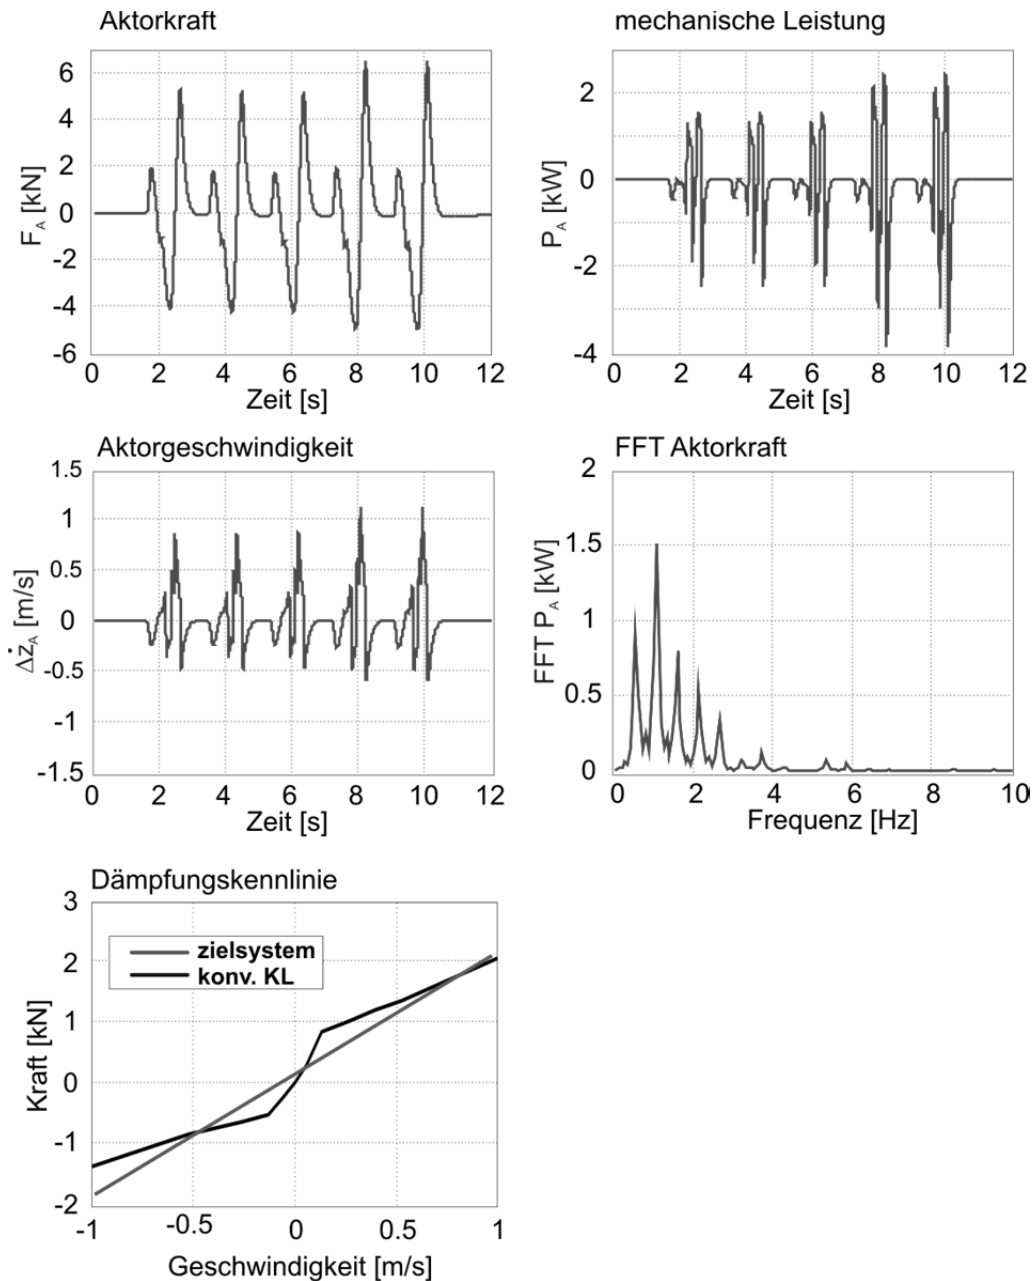 Aktorkraft
6
4
2
0
-2
-4
-6
F_A [kN]
0 2 4 6 8 10 12
Zeit [s]
mechanische Leistung
2
0
-2
-4
P_A [kW]
0 2 4 6 8 10 12
Zeit [s]
Aktorgeschwindigkeit
1.5
1
0.5
0
-0.5
-1
-1.5
Δż_A [m/s]
0 2 4 6 8 10 12
Zeit [s]
FFT Aktorkraft
2
1.5
1
0.5
0
FFT P_A [kW]
0 2 4 6 8 10
Frequenz [Hz]
Dämpfungskennlinie
3
2
1
0
-1
-2
Kraft [kN]
zielsystem
konv. KL
-1 -0.5 0 0.5 1
Geschwindigkeit [m/s]